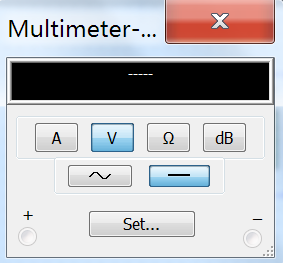 Multimeter-...
-----
A V Ω dB
Set...
+ −